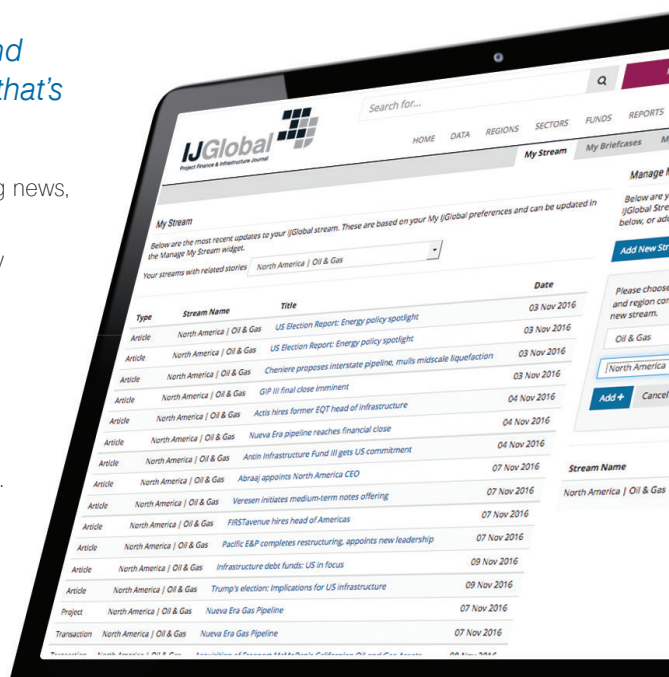 nd
that's
g news,
IJGlobal
Project Finance & Infrastructure Journal
Search for...
HOME DATA REGIONS SECTORS FUNDS REPORTS
My Stream My Briefcases
My Stream
Below are the most recent updates to your IJGlobal stream. These are based on your My IJGlobal preferences and can be updated in
the Manage My Stream widget.
Your streams with related stories North America | Oil & Gas
Type Stream Name Title Date
Article North America | Oil & Gas US Election Report: Energy policy spotlight 03 Nov 2016
Article North America | Oil & Gas US Election Report: Energy policy spotlight 03 Nov 2016
Article North America | Oil & Gas Cheniere proposes interstate pipeline, mulls midscale liquefaction 03 Nov 2016
Article North America | Oil & Gas GIP III final close imminent 03 Nov 2016
Article North America | Oil & Gas Actis hires former EQT head of infrastructure 04 Nov 2016
Article North America | Oil & Gas Nueva Era pipeline reaches financial close 04 Nov 2016
Article North America | Oil & Gas Antin Infrastructure Fund III gets US commitment 04 Nov 2016
Article North America | Oil & Gas Abraaj appoints North America CEO 07 Nov 2016
Article North America | Oil & Gas Veresen initiates medium-term notes offering 07 Nov 2016
Article North America | Oil & Gas FIRSTavenue hires head of Americas 07 Nov 2016
Article North America | Oil & Gas Pacific E&P completes restructuring, appoints new leadership 07 Nov 2016
Article North America | Oil & Gas Infrastructure debt funds: US in focus 09 Nov 2016
Article North America | Oil & Gas Trump's election: Implications for US infrastructure 09 Nov 2016
Project North America | Oil & Gas Nueva Era Gas Pipeline 07 Nov 2016
Transaction North America | Oil & Gas Nueva Era Gas Pipeline 07 Nov 2016
Manage
Below are
IJGlobal Stre
below, or add
Add New Str
Please choose
and region con
new stream.
Oil & Gas
North America
Add + Cancel
Stream Name
North America | Oil & Gas